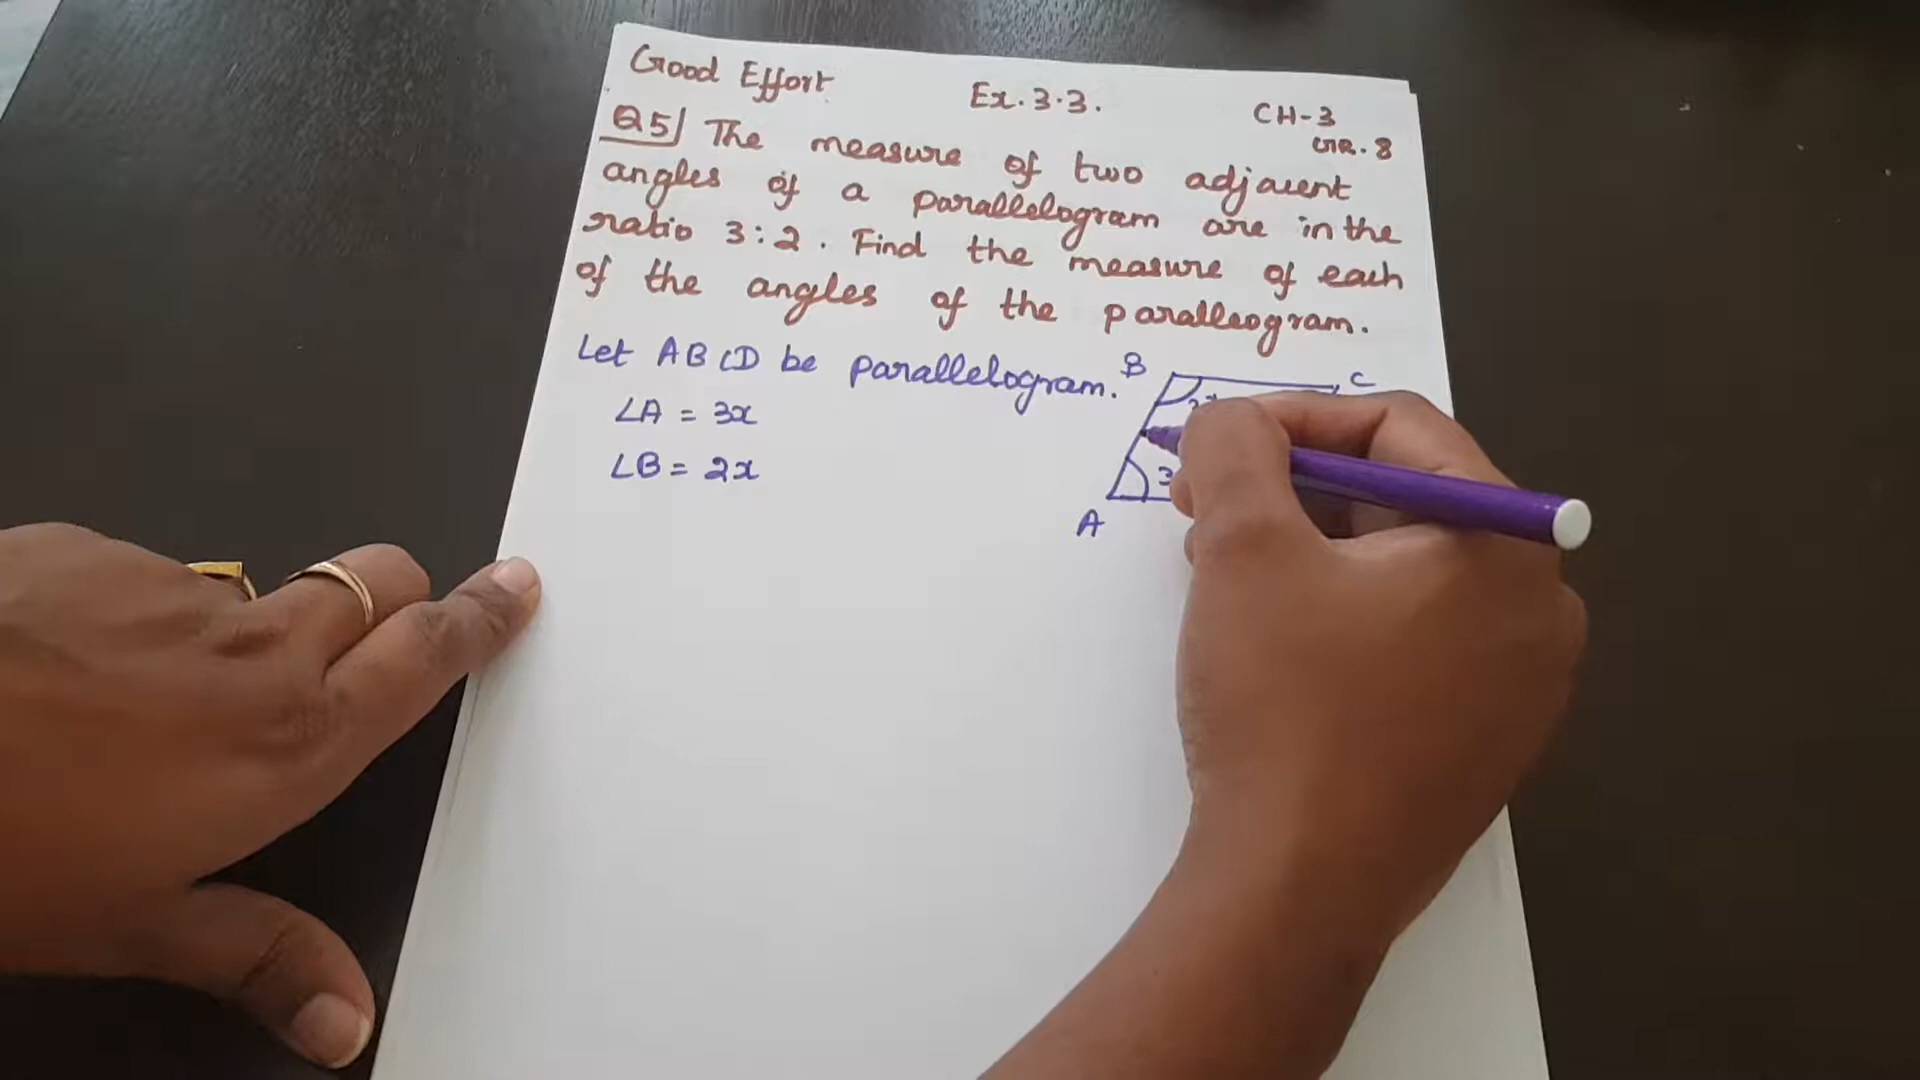 Good Effort Ex. 3.3. CH-3
GR. 8
Q5/ The measure of two adjacent
angles of a parallelogram are in the
ratio 3:2. Find the measure of each
of the angles of the paralleogram.
Let ABCD be parallelogram.
∠A = 3x
∠B = 2x
B
C
3
A